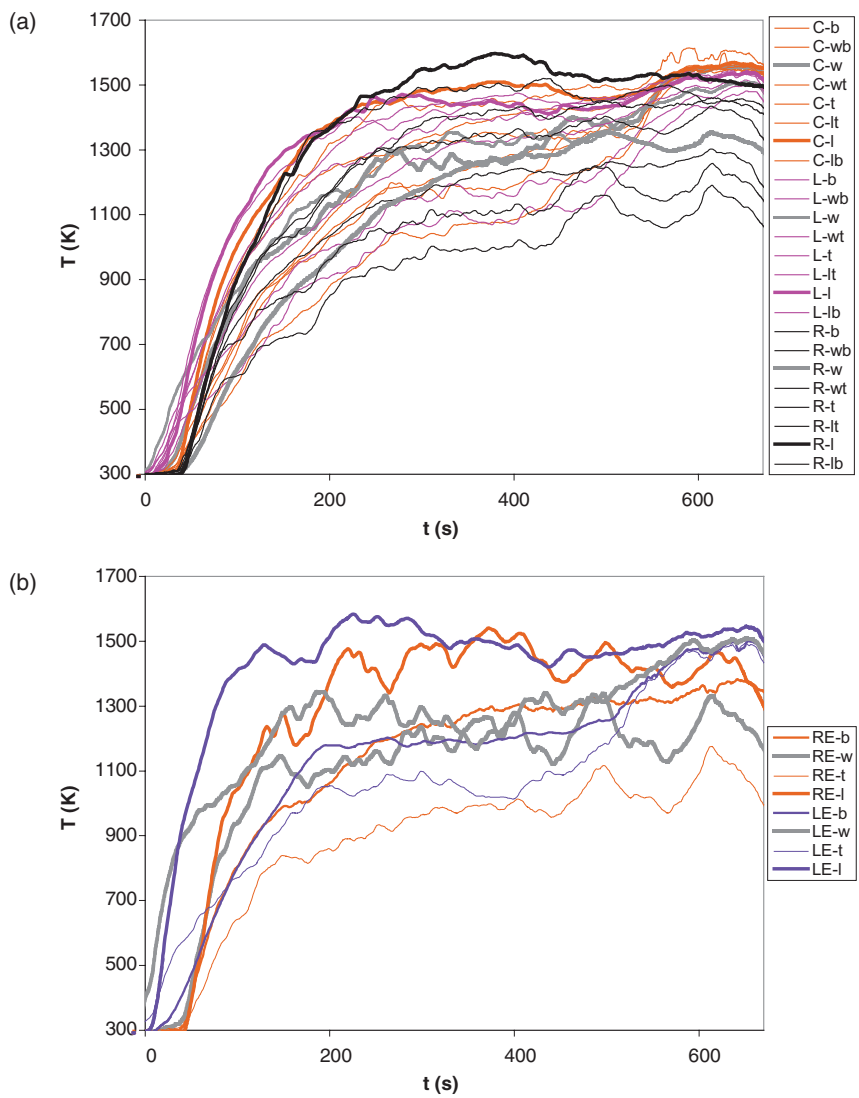 (a)
1700
1500
1300
1100
900
700
500
300
T (K)
0
200
400
600
t (s)
C-b
C-wb
C-w
C-wt
C-t
C-lt
C-l
C-lb
L-b
L-wb
L-w
L-wt
L-t
L-lt
L-l
L-lb
R-b
R-wb
R-w
R-wt
R-t
R-lt
R-l
R-lb
(b)
1700
1500
1300
1100
900
700
500
300
T (K)
0
200
400
600
t (s)
RE-b
RE-w
RE-t
RE-l
LE-b
LE-w
LE-t
LE-l